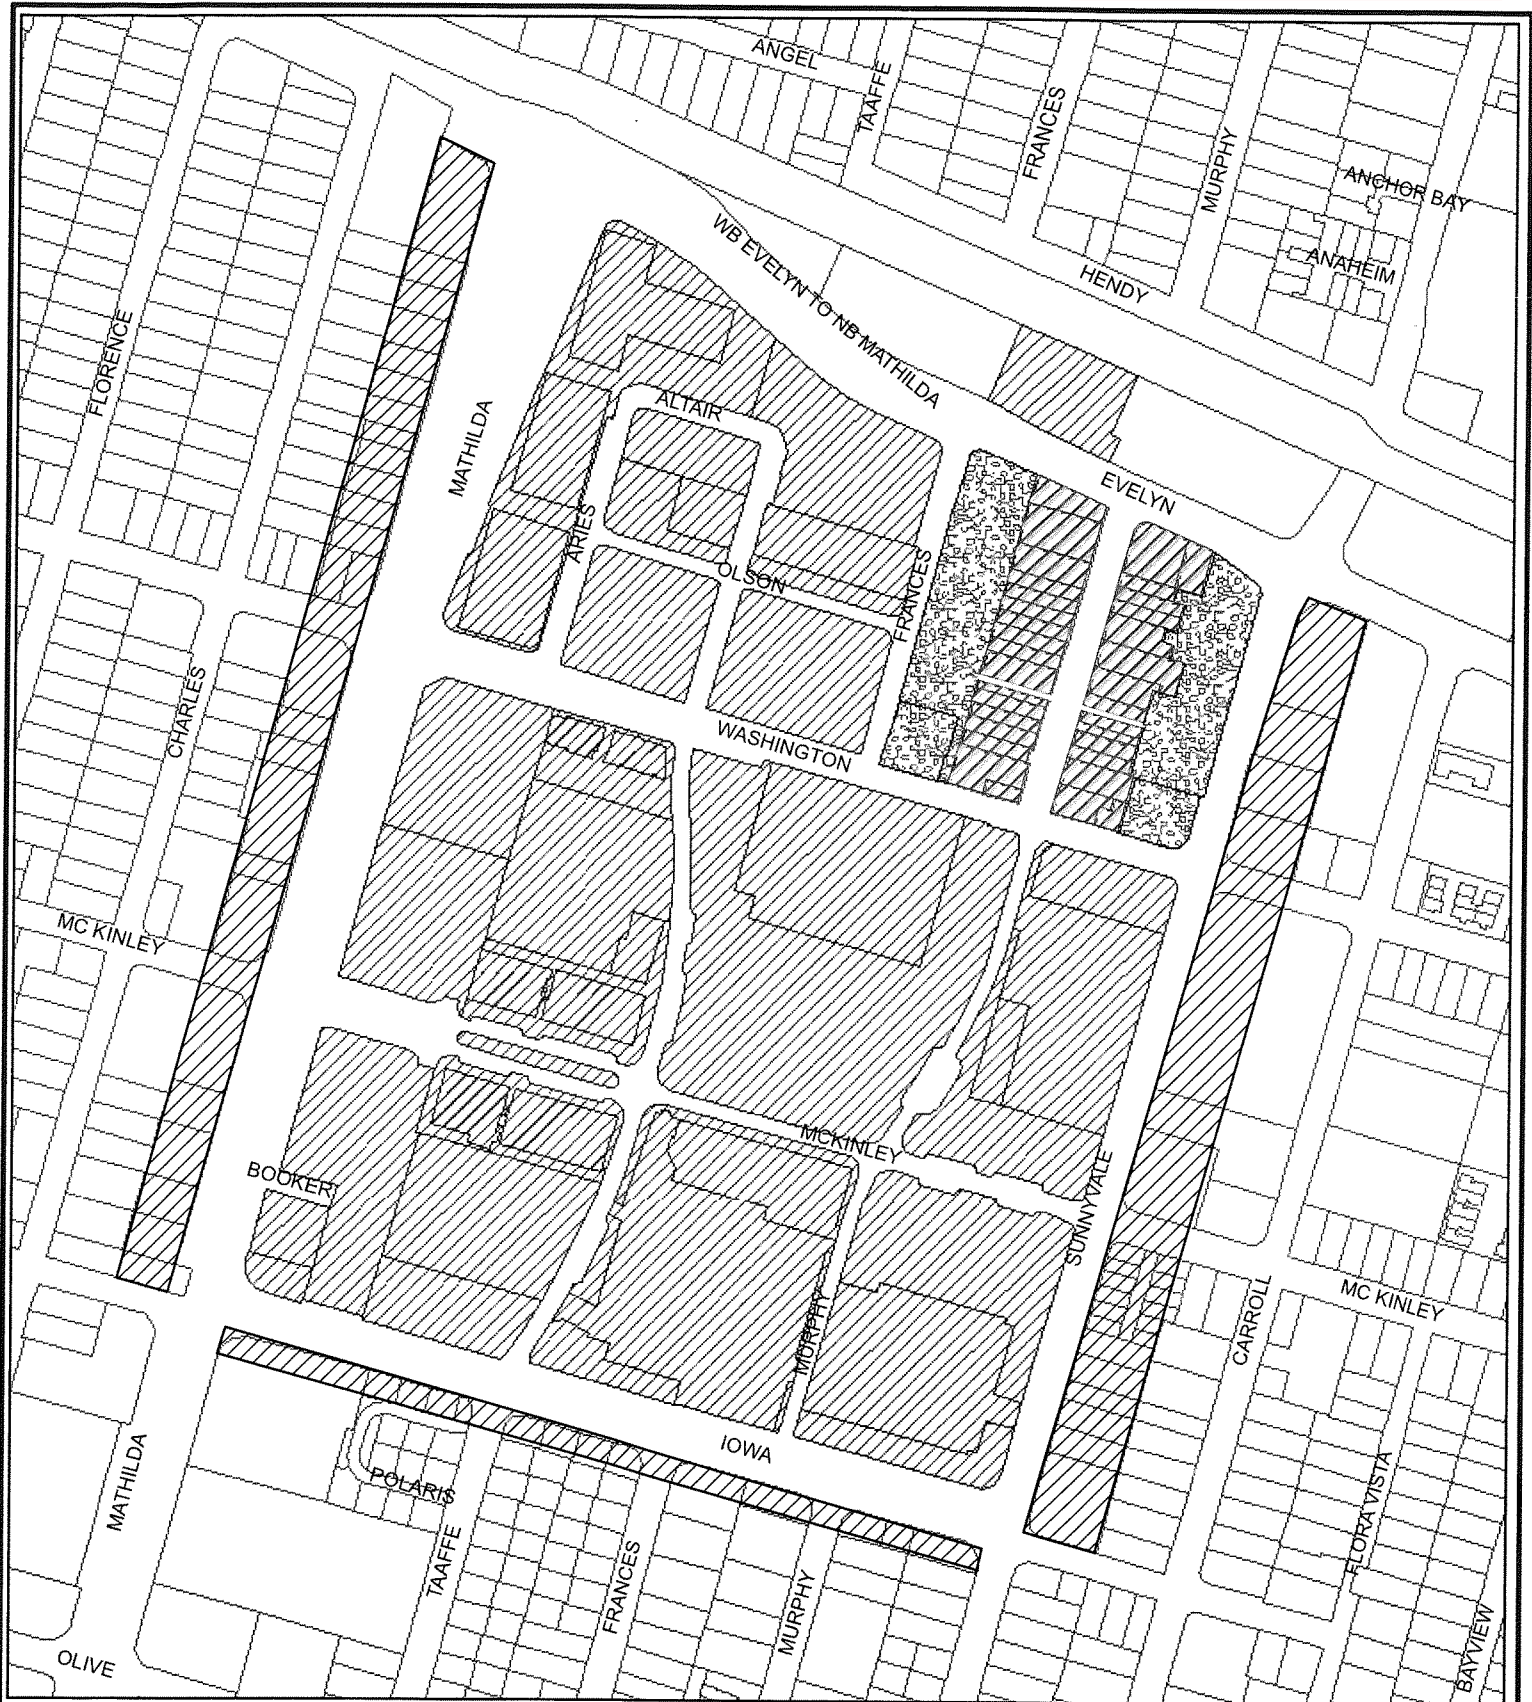 ANGEL
TAAFFE
FRANCES
MURPHY
ANCHOR BAY
ANAHEIM
HENDY
WB EVELYN TO NB MATHILDA
FLORENCE
MATHILDA
ALTAIR
EVELYN
ARIES
OLSON
FRANCES
CHARLES
WASHINGTON
MC KINLEY
MCKINLEY
BOOKER
SUNNYVALE
MURPHY
CARROLL
MC KINLEY
IOWA
MATHILDA
POLARIS
TAAFFE
FRANCES
MURPHY
FLORA VISTA
BAYVIEW
OLIVE